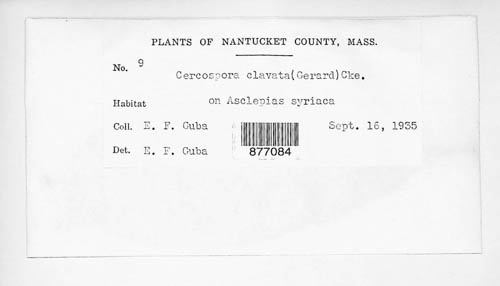 PLANTS OF NANTUCKET COUNTY, MASS.
No. 9
Cercospora clavata(Gerard)Cke.
Habitat on Asclepias syriaca
Coll. E. F. Guba Sept. 16, 1935
Det. E. F. Guba
877084